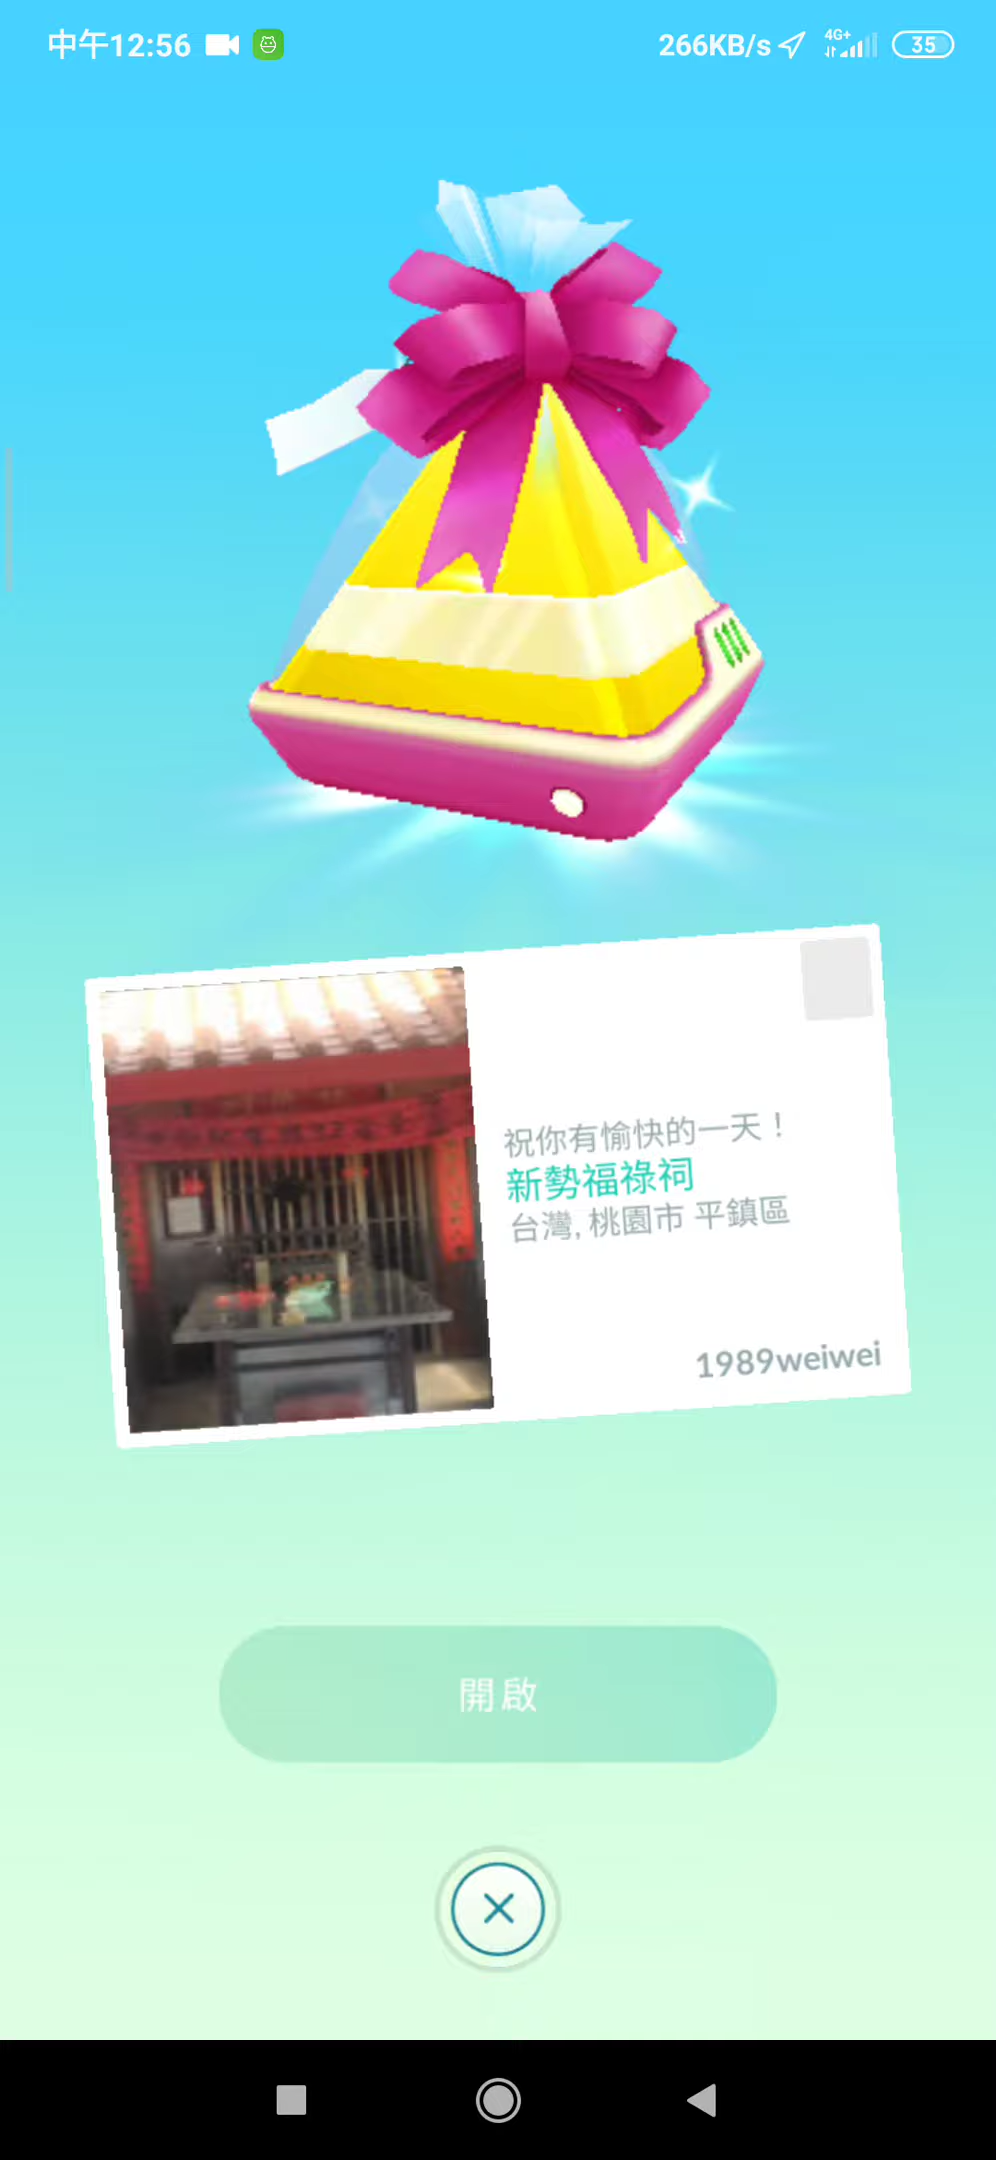 中午12:56
266KB/s
4G+
35
祝你有愉快的一天！
新勢福祿祠
台灣, 桃園市 平鎮區
1989weiwei
開啟